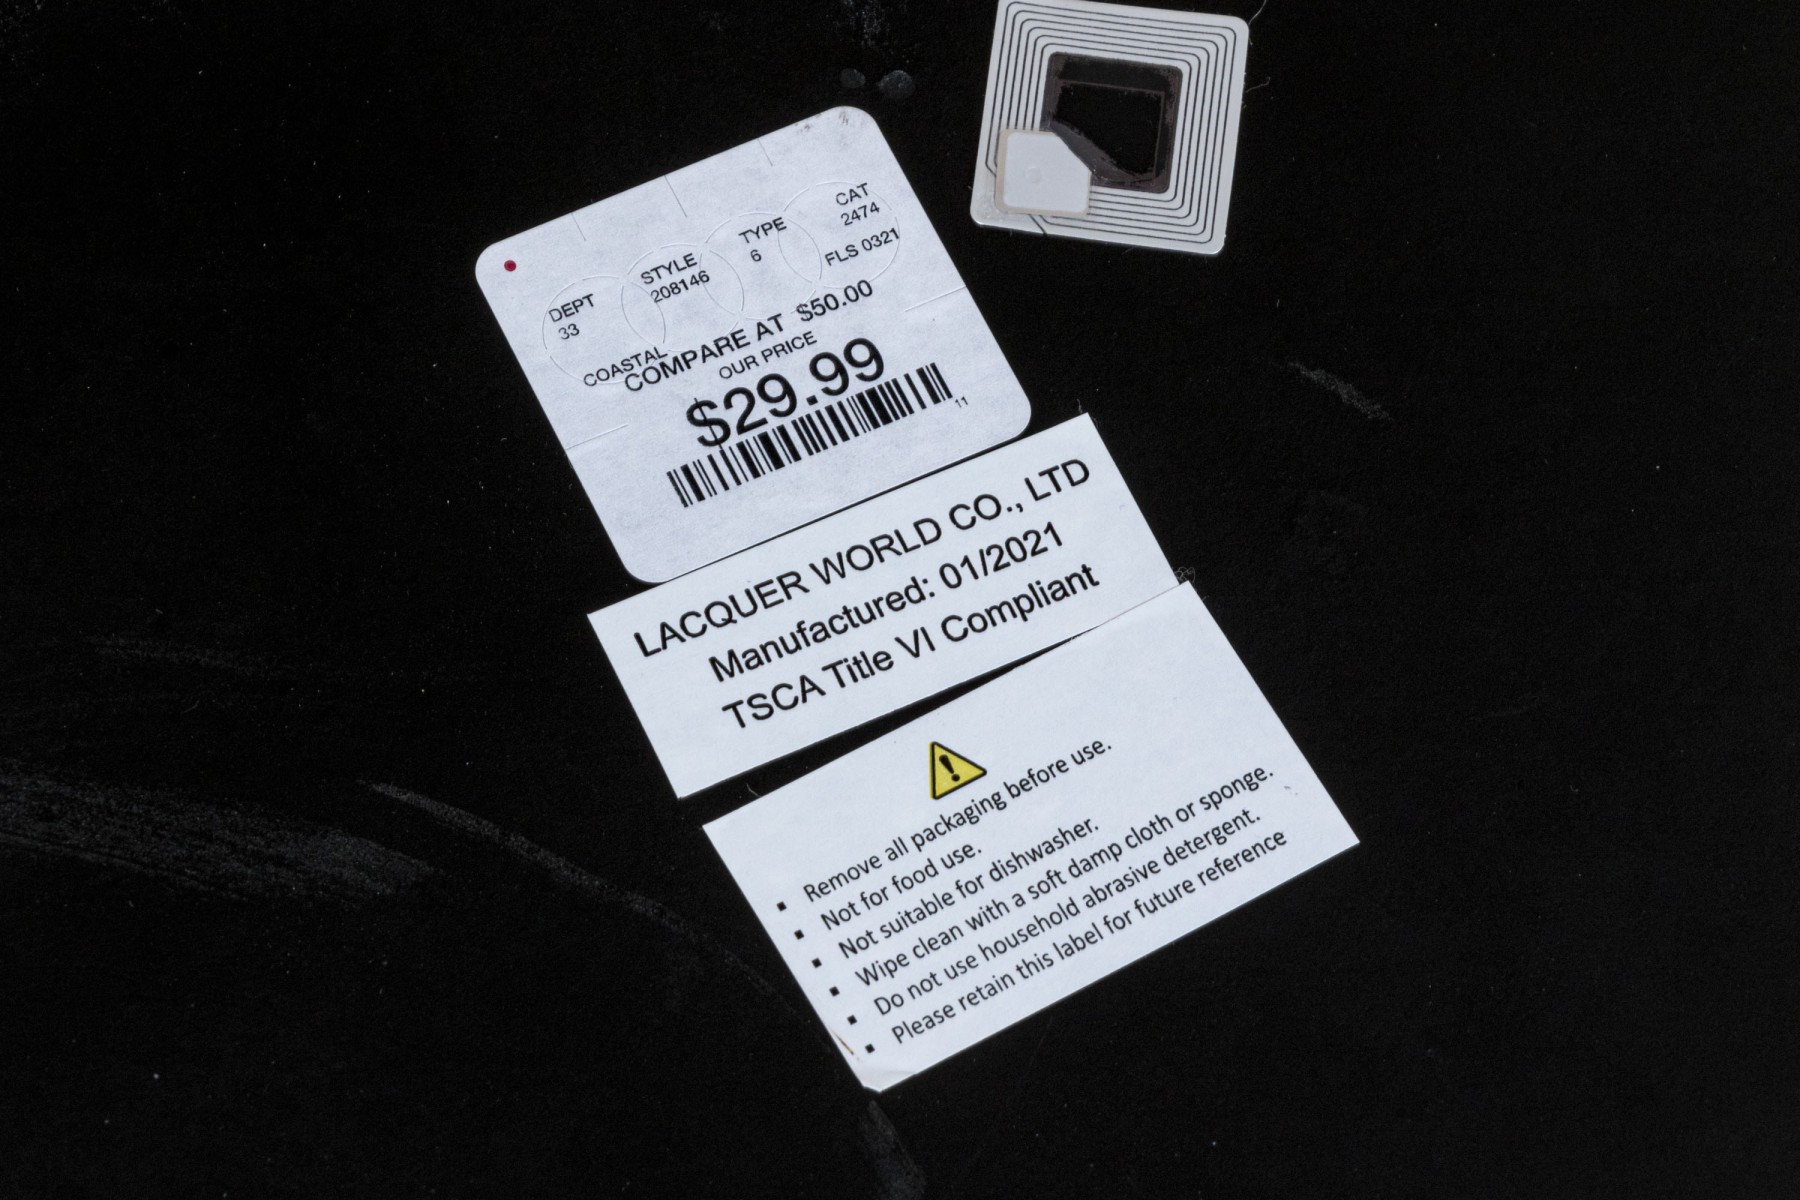 DEPT STYLE TYPE CAT
33 208146 6 2474
FLS 0321
COASTAL
COMPARE AT $50.00
OUR PRICE
$29.99
11
LACQUER WORLD CO., LTD
Manufactured: 01/2021
TSCA Title VI Compliant
▪ Remove all packaging before use.
▪ Not for food use.
▪ Not suitable for dishwasher.
▪ Wipe clean with a soft damp cloth or sponge.
▪ Do not use household abrasive detergent.
▪ Please retain this label for future reference